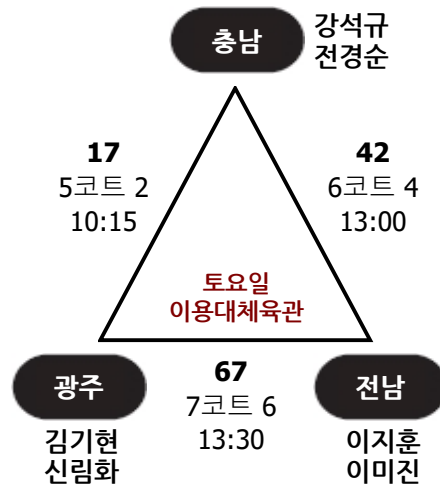 충남
강석규
전경순
17
5코트 2
10:15
42
6코트 4
13:00
토요일
이용대체육관
광주
67
7코트 6
13:30
전남
김기현
신림화
이지훈
이미진